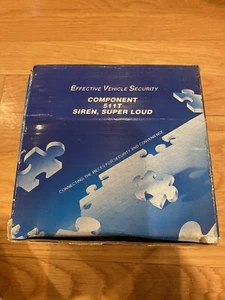 EFFECTIVE VEHICLE SECURITY
COMPONENT
511T
SIREN, SUPER LOUD
CONNECTING THE PIECES FOR SECURITY AND CONVENIENCE